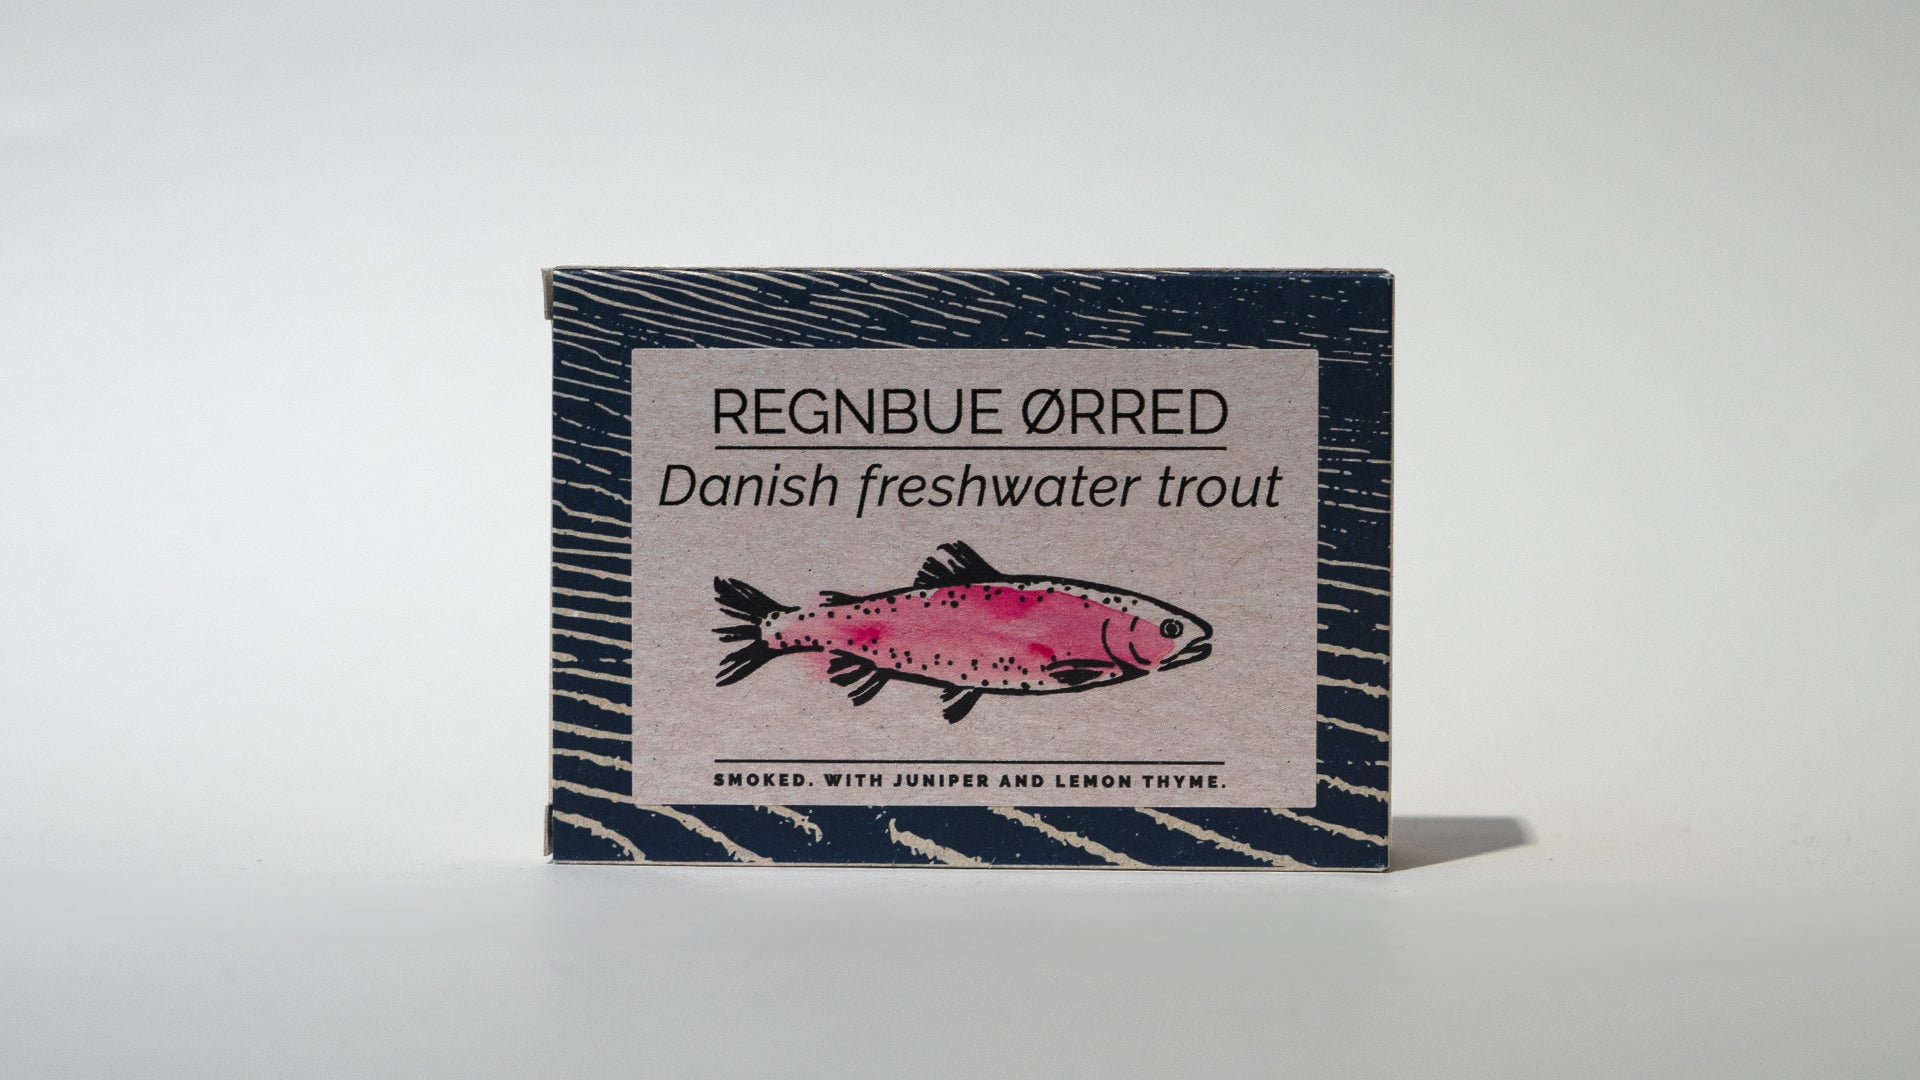 REGNBUE ØRRED
Danish freshwater trout
SMOKED. WITH JUNIPER AND LEMON THYME.